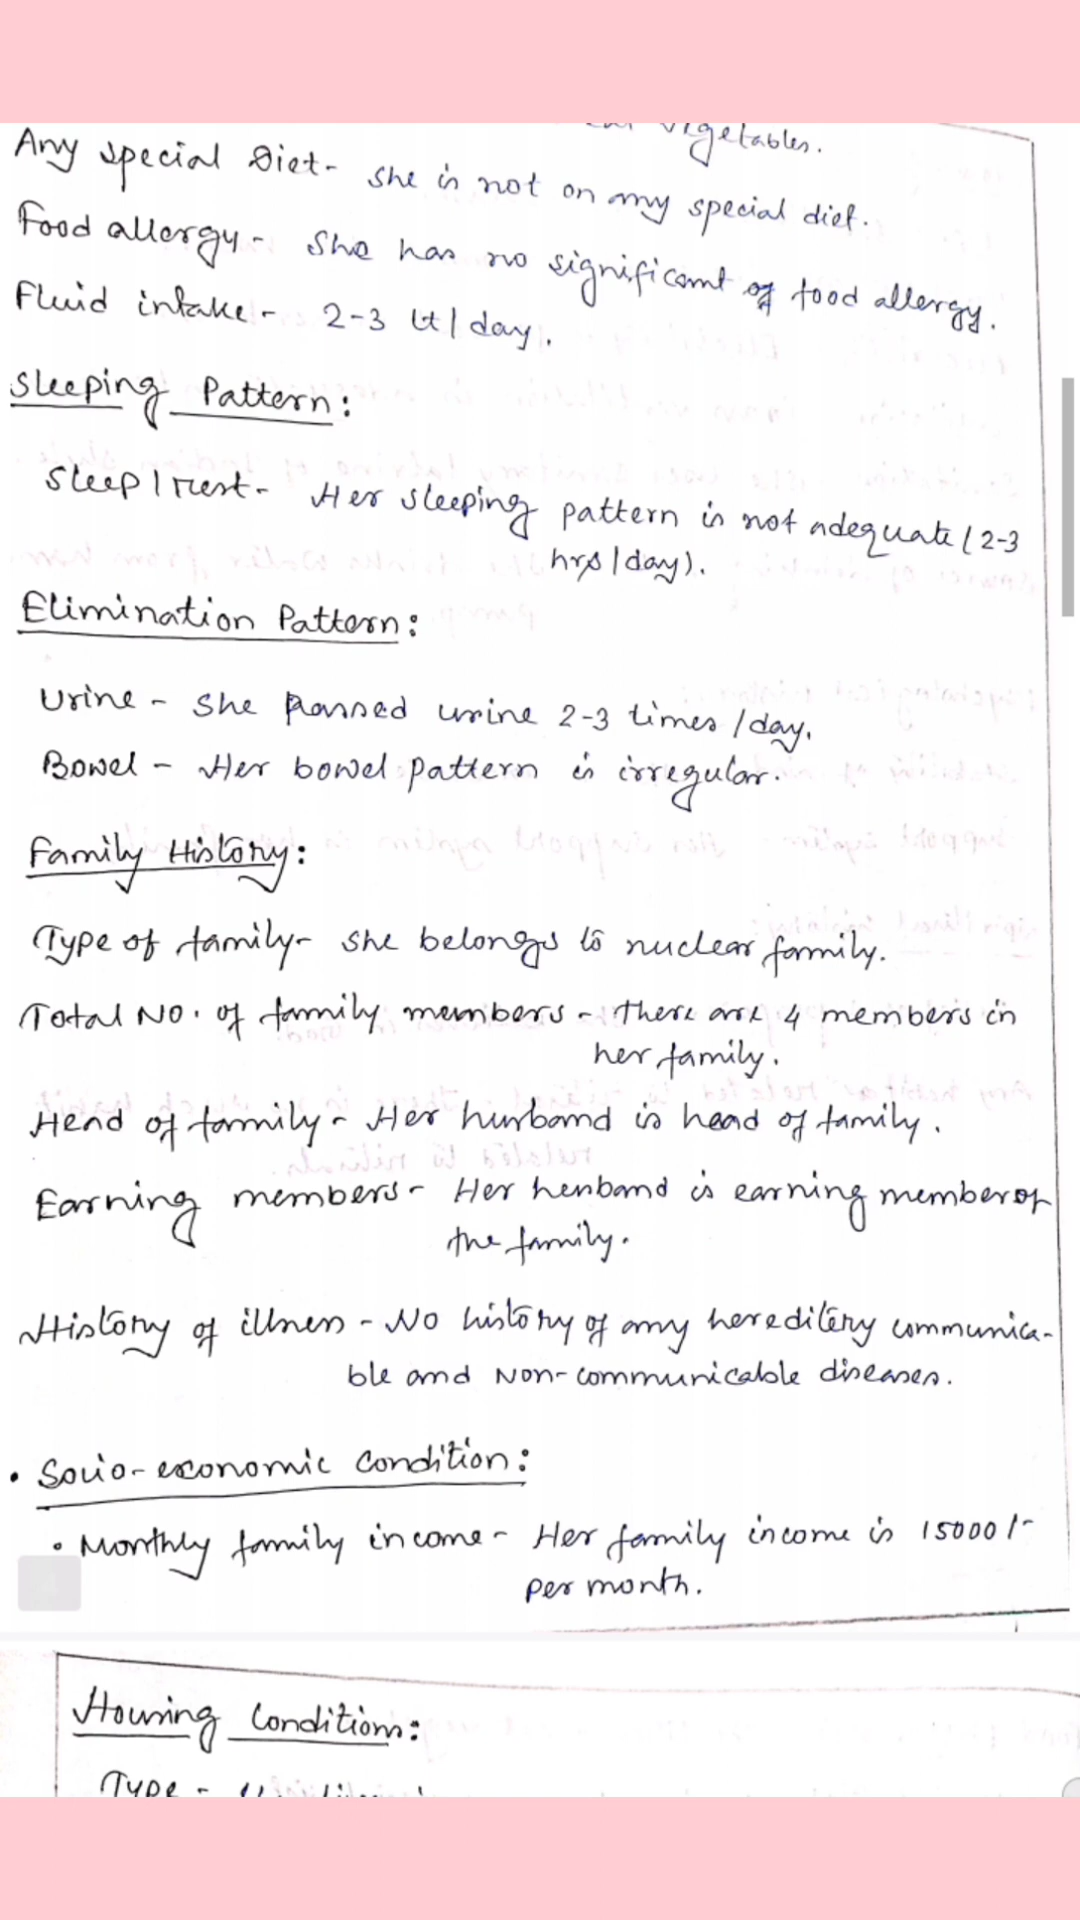 vigetables.
Any special Diet- she is not on any special diet.
Food allergy - She has no significant of food allergy.
Fluid intake - 2-3 lt/day.
Sleeping Pattern:
Sleep/rest - Her sleeping pattern is not adequate (2-3
hrs/day).
Elimination Pattern:
Urine - She passed urine 2-3 times/day.
Bowel - Her bowel pattern is irregular.
Family History:
Type of family - she belongs to nuclear family.
Total No. of family members - There are 4 members in
her family.
Head of family - Her husband is head of family.
Earning members - Her husband is earning member of
the family.
History of illness - No history of any hereditery communica-
ble and Non-communicable diseases.
• Socio-economic Condition:
• Monthly family income - Her family income is 15000/-
per month.
Housing Condition:
Type -